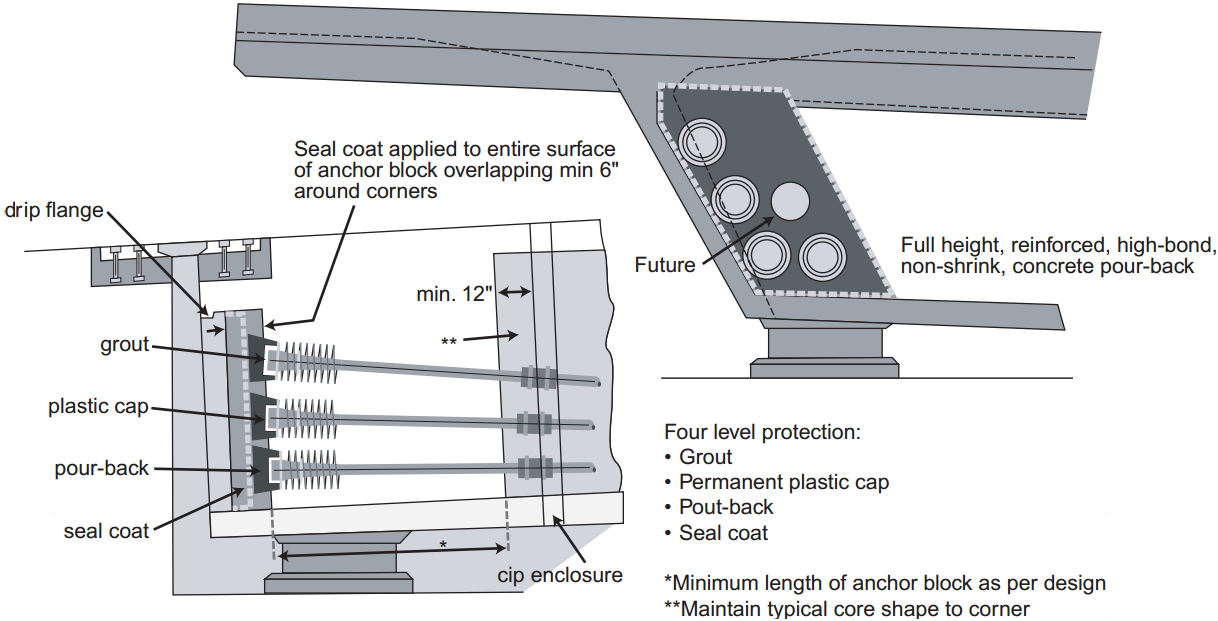 Seal coat applied to entire surface
of anchor block overlapping min 6"
around corners
drip flange
Full height, reinforced, high-bond,
non-shrink, concrete pour-back
Future
min. 12"
**
grout
plastic cap
pour-back
seal coat
*
cip enclosure
Four level protection:
• Grout
• Permanent plastic cap
• Pout-back
• Seal coat
*Minimum length of anchor block as per design
**Maintain typical core shape to corner